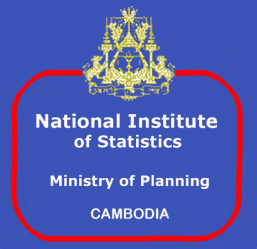 National Institute
of Statistics
Ministry of Planning
CAMBODIA